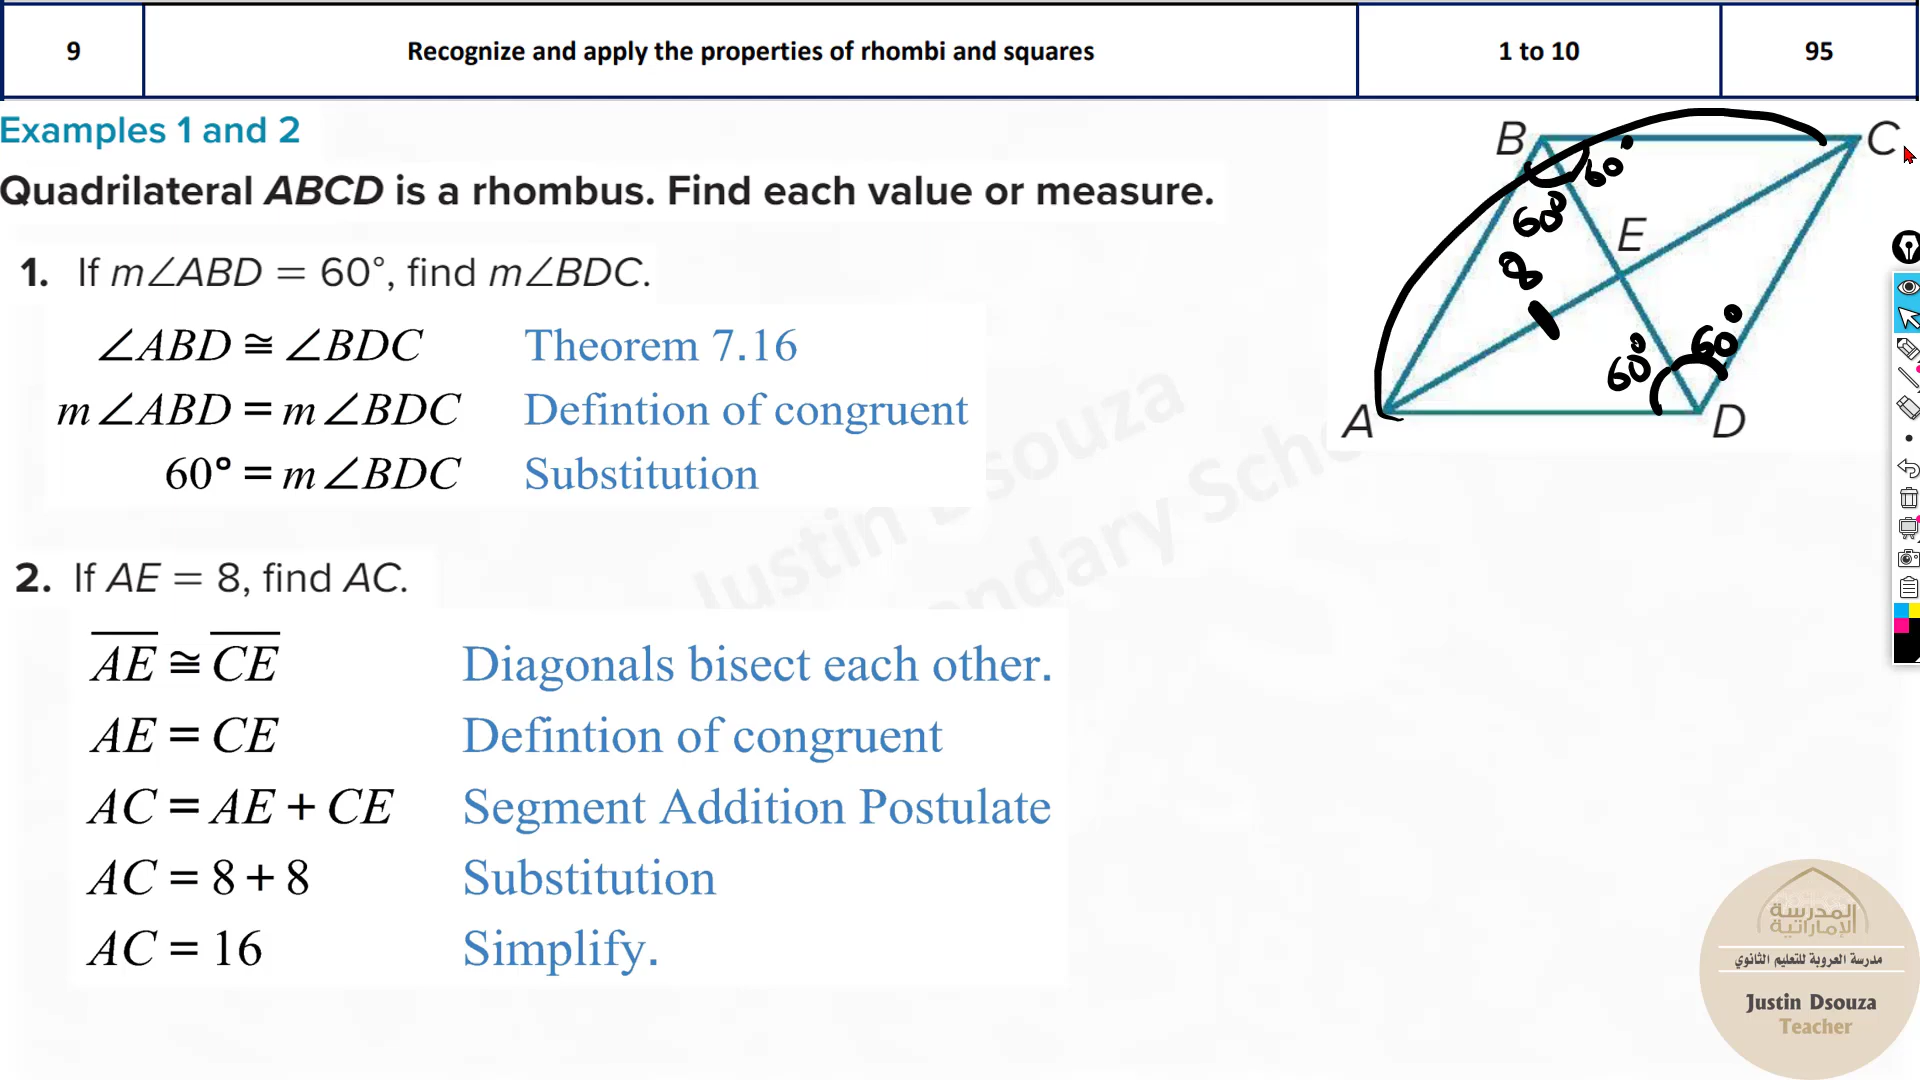 9 Recognize and apply the properties of rhombi and squares 1 to 10 95
Examples 1 and 2
Quadrilateral ABCD is a rhombus. Find each value or measure.
1. If m∠ABD = 60°, find m∠BDC.
∠ABD ≅ ∠BDC Theorem 7.16
m∠ABD = m∠BDC Defintion of congruent
60° = m∠BDC Substitution
2. If AE = 8, find AC.
A̅E̅ ≅ C̅E̅ Diagonals bisect each other.
AE = CE Defintion of congruent
AC = AE + CE Segment Addition Postulate
AC = 8 + 8 Substitution
AC = 16 Simplify.
B C
60°
60°
E
8
60° 60°
A D
Justin Dsouza
ndary Scho
المدرسة
الإماراتية
مدرسة العروبة للتعليم الثانوي
Justin Dsouza
Teacher